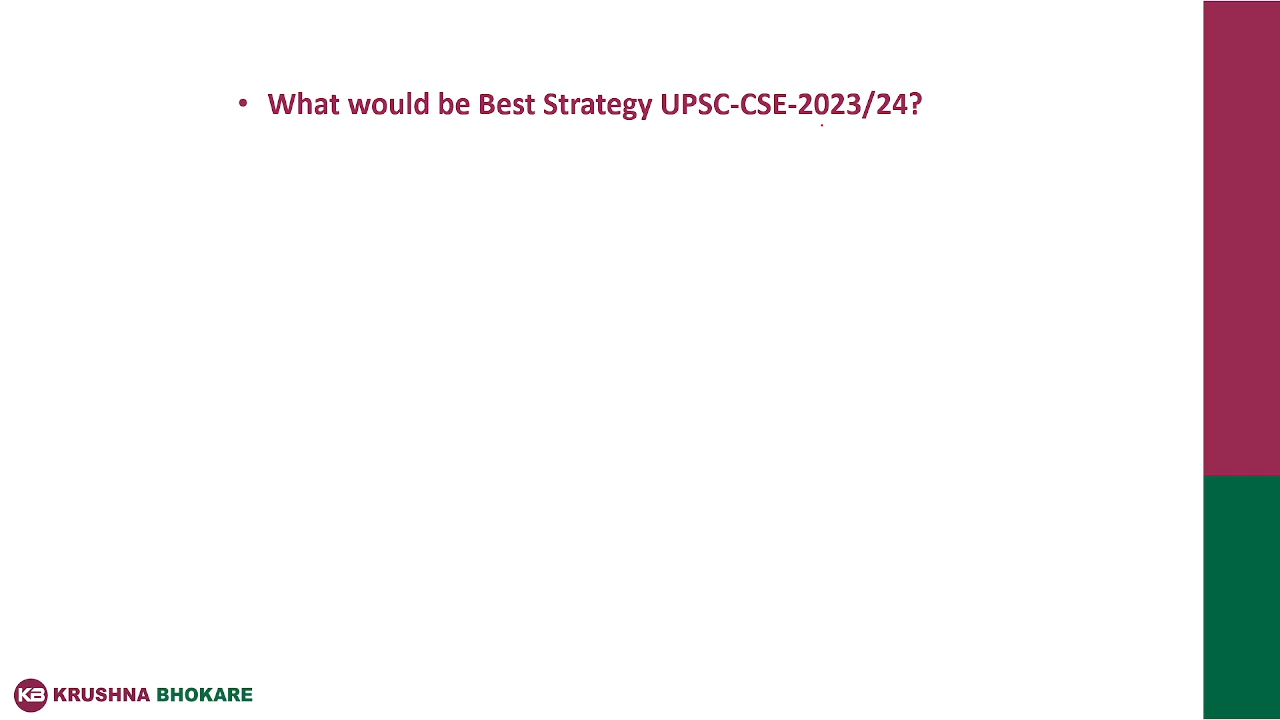 • What would be Best Strategy UPSC-CSE-2023/24?
KB KRUSHNA BHOKARE